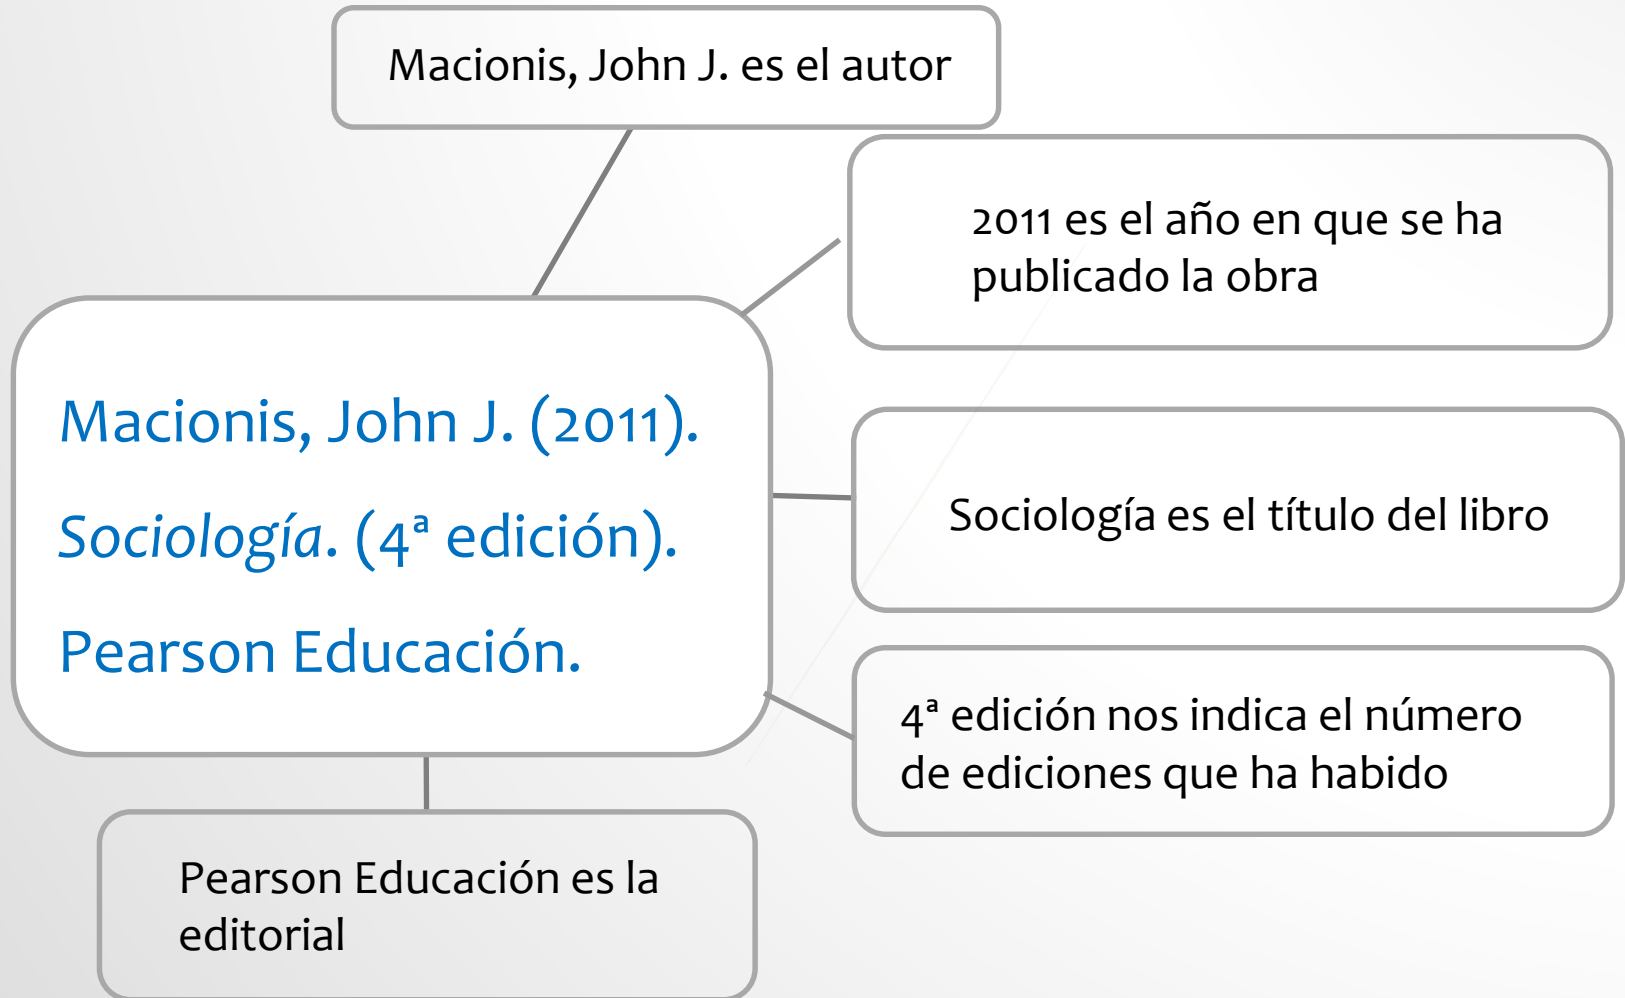 Macionis, John J. es el autor
2011 es el año en que se ha
publicado la obra
Macionis, John J. (2011).
Sociología. (4ª edición).
Pearson Educación.
Sociología es el título del libro
4ª edición nos indica el número
de ediciones que ha habido
Pearson Educación es la
editorial